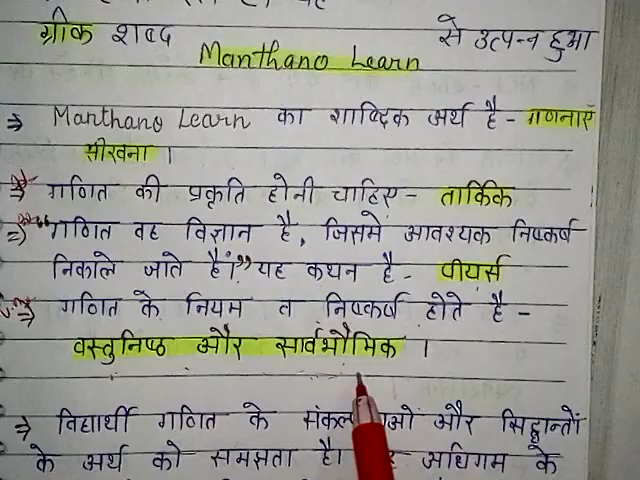 ग्रीक शब्द Manthano Learn से उत्पन्न हुआ
⇒ Manthano Learn का शाब्दिक अर्थ है - गणनाएँ
सीखना ।
⇒ गणित की प्रकृति होनी चाहिए - तार्किक
⇒ "गणित वह विज्ञान है, जिसमें आवश्यक निष्कर्ष
निकाले जाते हैं।" यह कथन है - पीयर्स
⇒ गणित के नियम व निष्कर्ष होते है -
वस्तुनिष्ठ और सार्वभौमिक ।
⇒ विद्यार्थी गणित के और सिद्धान्तों
के अर्थ को समझता है। अधिगम के